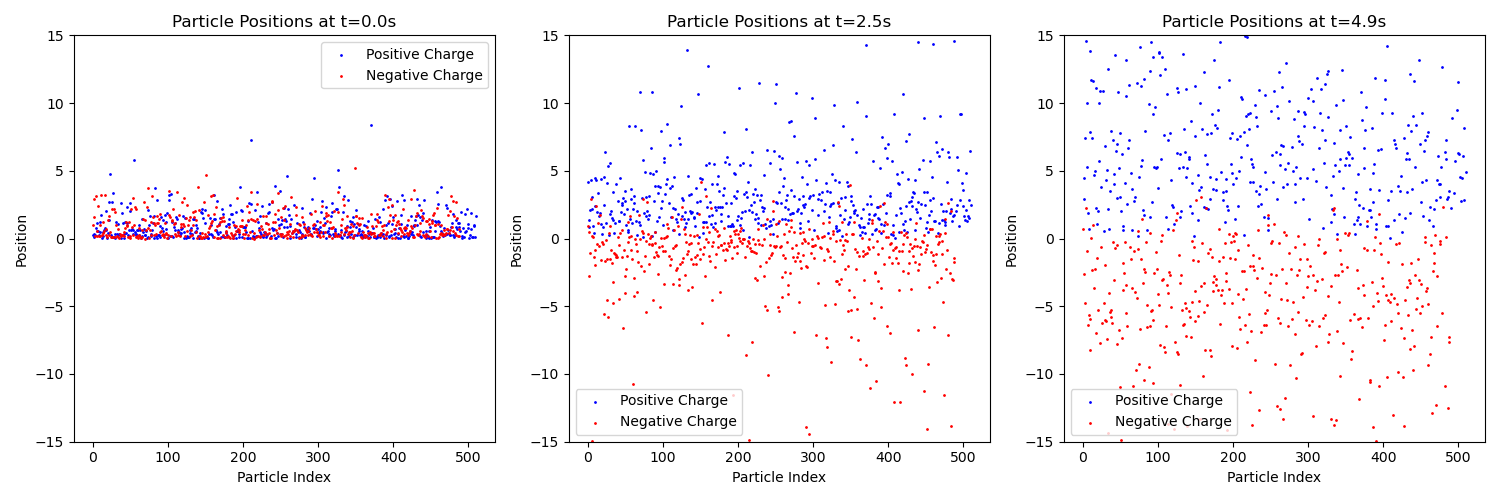 Particle Positions at t=0.0s
15
10
5
0
−5
−10
−15
Position
0
100
200
300
400
500
Particle Index
Positive Charge
Negative Charge
Particle Positions at t=2.5s
15
10
5
0
−5
−10
−15
Position
0
100
200
300
400
500
Particle Index
Positive Charge
Negative Charge
Particle Positions at t=4.9s
15
10
5
0
−5
−10
−15
Position
0
100
200
300
400
500
Particle Index
Positive Charge
Negative Charge